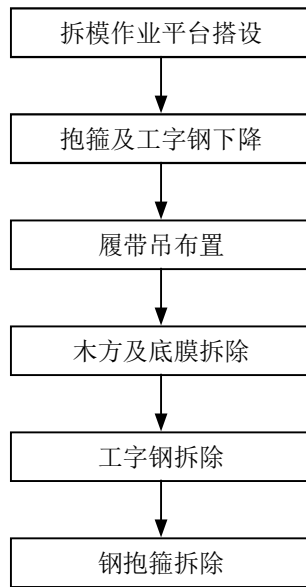 拆模作业平台搭设
抱箍及工字钢下降
履带吊布置
木方及底膜拆除
工字钢拆除
钢抱箍拆除